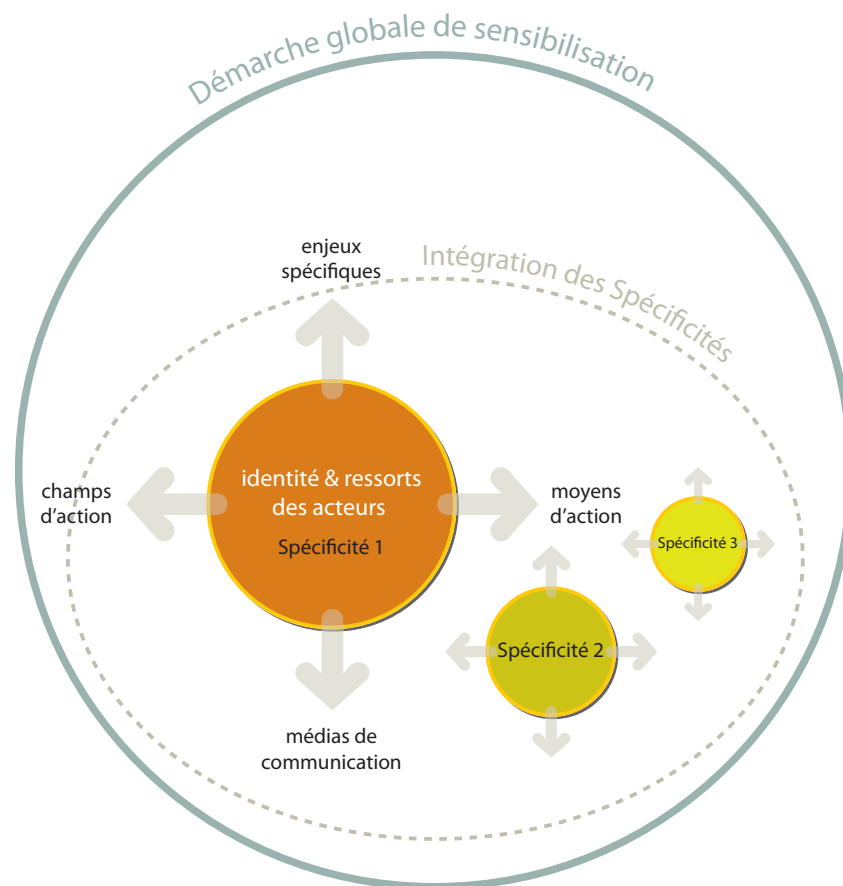 Démarche globale de sensibilisation
enjeux
spécifiques
Intégration des Spécificités
identité & ressorts
des acteurs
Spécificité 1
champs
d’action
moyens
d’action
Spécificité 3
Spécificité 2
médias de
communication